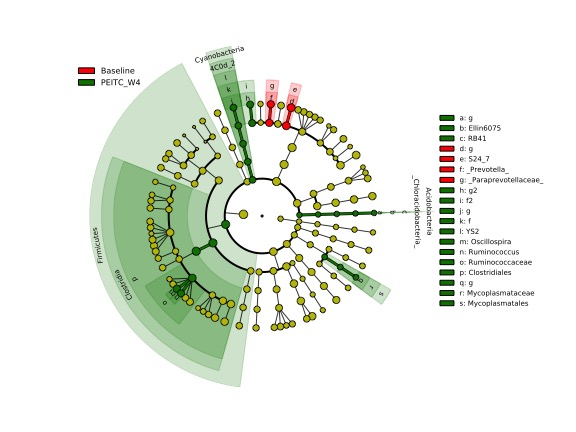 Baseline
PEITC_W4
Cyanobacteria
4C0d_2
l
k
j
i
h
g
f
e
d
a
b
c
Acidobacteria
_Chloracidobacteria_
Firmicutes
Clostridia
p
o
q
r
s
a: g
b: Ellin6075
c: RB41
d: g
e: S24_7
f: _Prevotella_
g: _Paraprevotellaceae_
h: g2
i: f2
j: g
k: f
l: YS2
m: Oscillospira
n: Ruminococcus
o: Ruminococcaceae
p: Clostridiales
q: g
r: Mycoplasmataceae
s: Mycoplasmatales